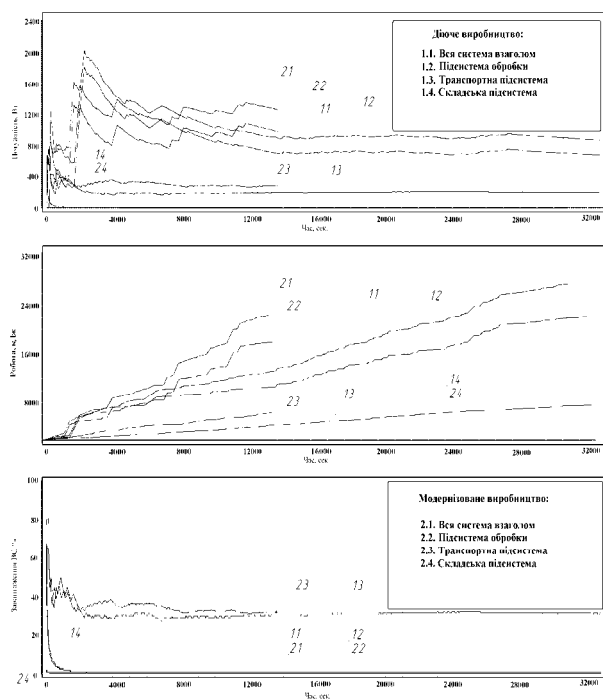 2400
2000
1600
1200
800
400
0
Потужність, Вт
Діюче виробництво:
1.1. Вся система взагалом
1.2. Підсистема обробки
1.3. Транспортна підсистема
1.4. Складська підсистема
21
22
11
12
14
24
23
13
0 4000 8000 12000 16000 20000 24000 28000 32000
Час, сек.
32000
24000
16000
8000
Робота, кДж
21
22
11
12
23
13
14
24
0 4000 8000 12000 16000 20000 24000 28000 32000
Час, сек
100
80
60
40
20
0
Модернізоване виробництво:
2.1. Вся система взагалом
2.2. Підсистема обробки
2.3. Транспортна підсистема
2.4. Складська підсистема
23
13
14
11
12
21
22
24
0 4000 8000 12000 16000 20000 24000 28000 32000
Час, сек.